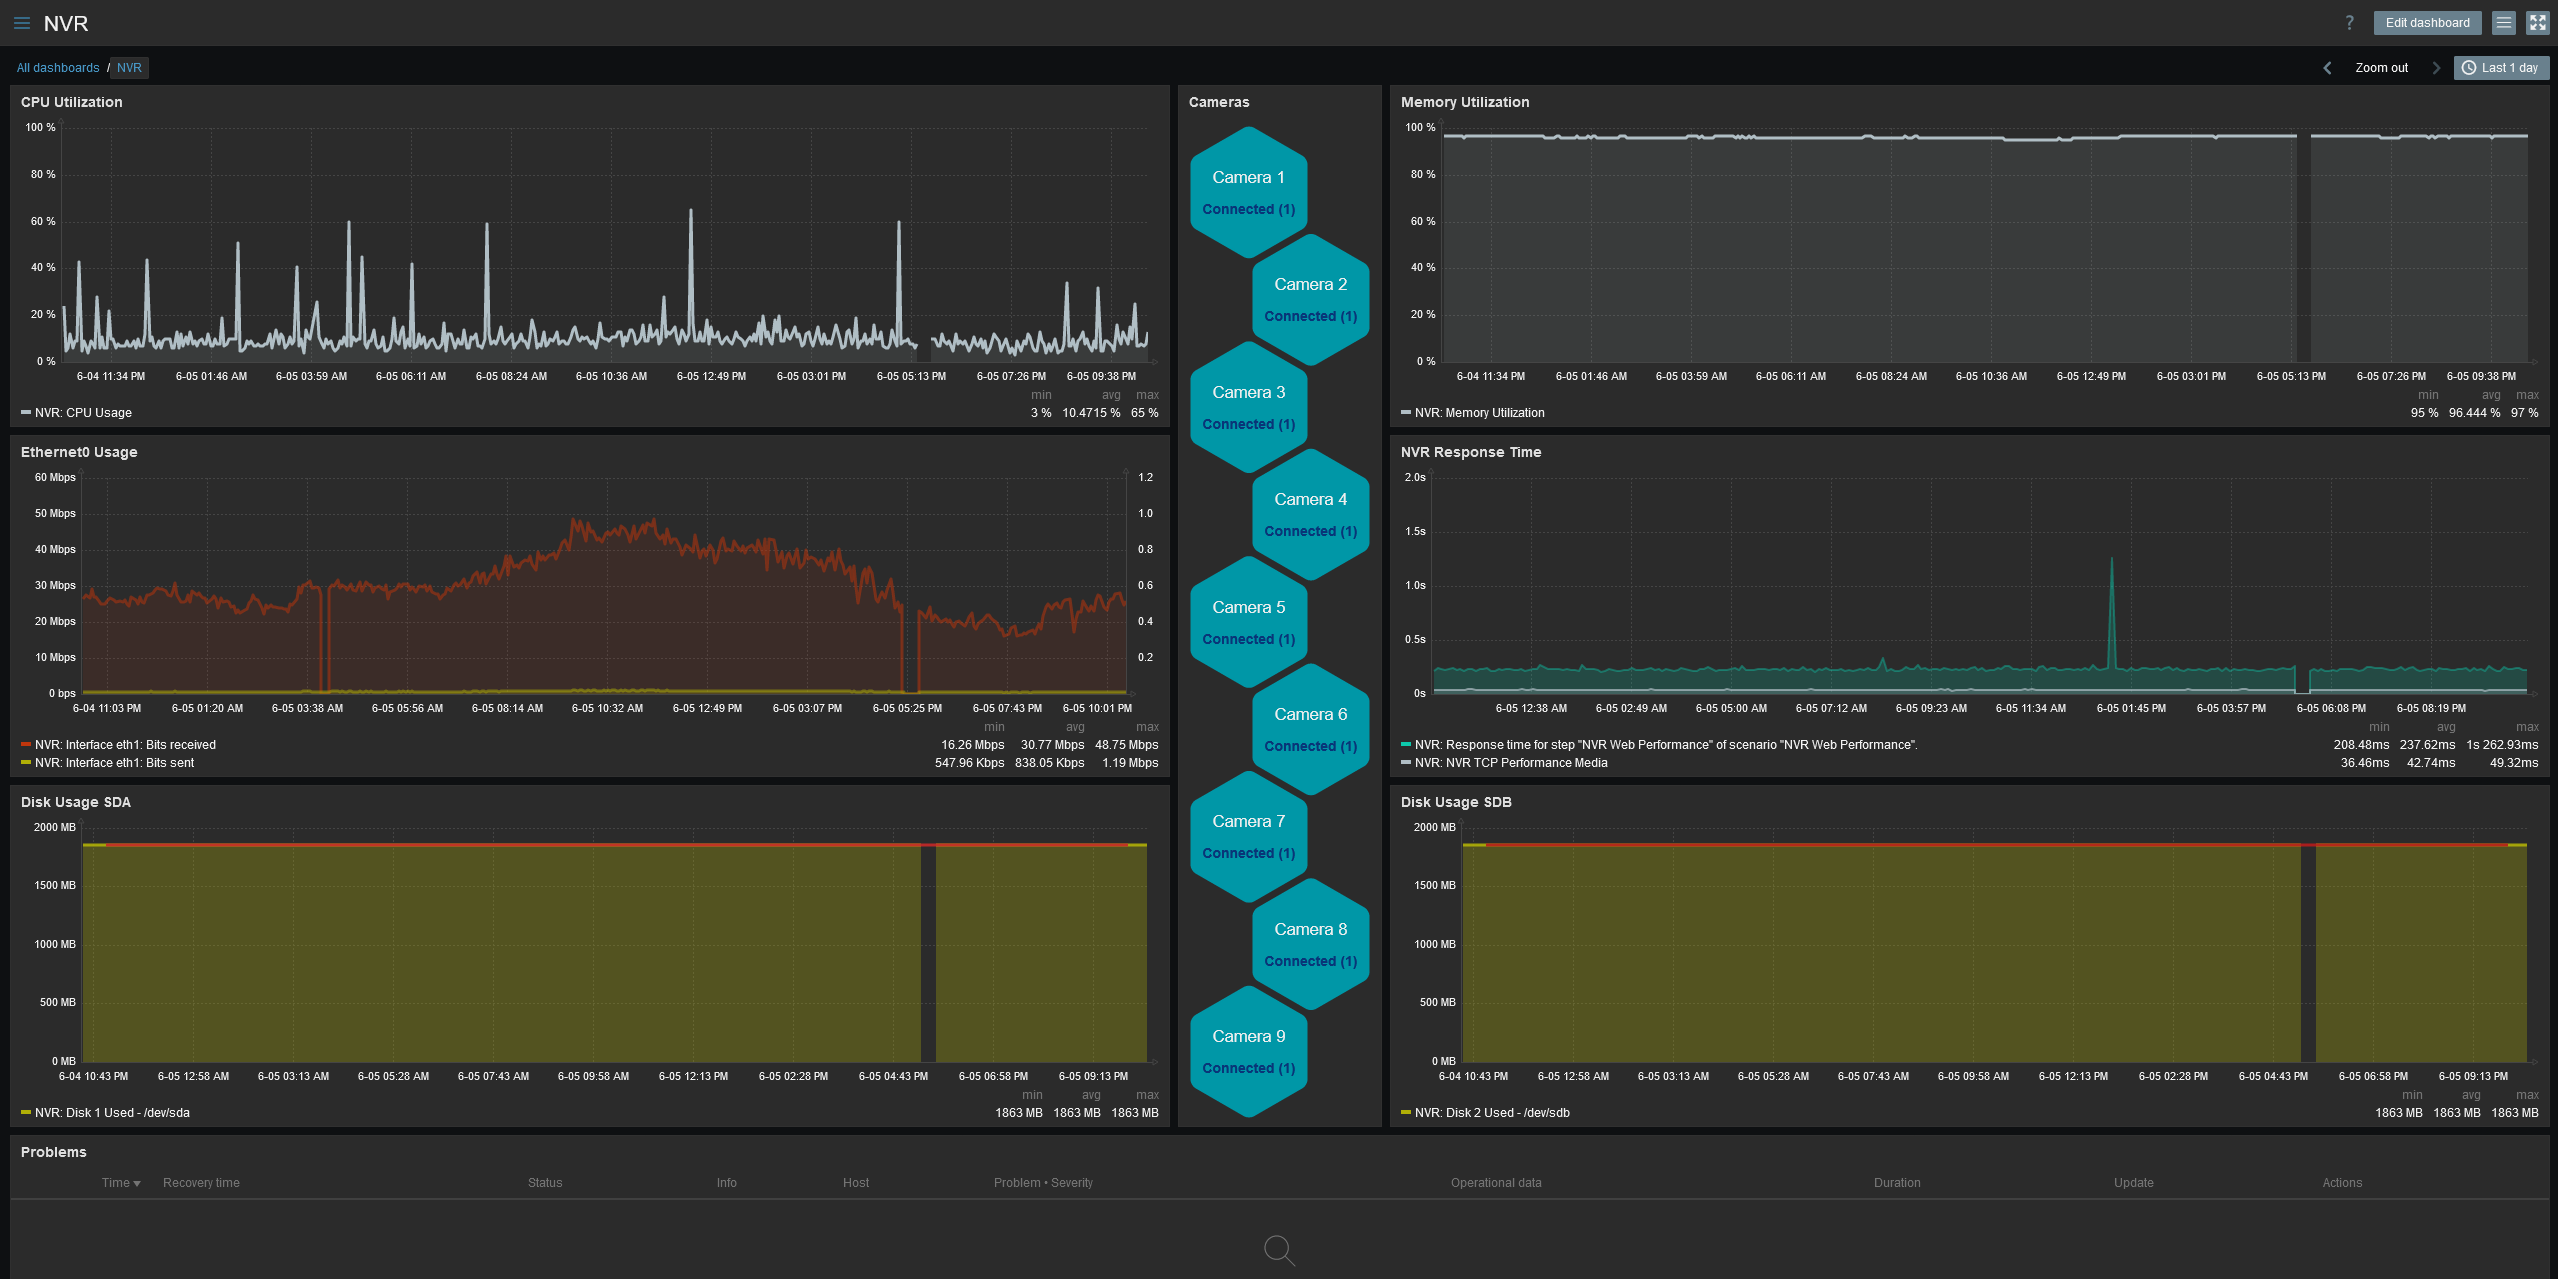 NVR
? Edit dashboard
All dashboards / NVR
Zoom out Last 1 day
CPU Utilization
100 %
80 %
60 %
40 %
20 %
0 %
6-04 11:34 PM 6-05 01:46 AM 6-05 03:59 AM 6-05 06:11 AM 6-05 08:24 AM 6-05 10:36 AM 6-05 12:49 PM 6-05 03:01 PM 6-05 05:13 PM 6-05 07:26 PM 6-05 09:38 PM
min avg max
NVR: CPU Usage 3 % 10.4715 % 65 %
Cameras
Camera 1
Connected (1)
Camera 2
Connected (1)
Camera 3
Connected (1)
Camera 4
Connected (1)
Camera 5
Connected (1)
Camera 6
Connected (1)
Camera 7
Connected (1)
Camera 8
Connected (1)
Camera 9
Connected (1)
Memory Utilization
100 %
80 %
60 %
40 %
20 %
0 %
6-04 11:34 PM 6-05 01:46 AM 6-05 03:59 AM 6-05 06:11 AM 6-05 08:24 AM 6-05 10:36 AM 6-05 12:49 PM 6-05 03:01 PM 6-05 05:13 PM 6-05 07:26 PM 6-05 09:38 PM
min avg max
NVR: Memory Utilization 95 % 96.444 % 97 %
Ethernet0 Usage
60 Mbps 1.2
50 Mbps 1.0
40 Mbps 0.8
30 Mbps 0.6
20 Mbps 0.4
10 Mbps 0.2
0 bps
6-04 11:03 PM 6-05 01:20 AM 6-05 03:38 AM 6-05 05:56 AM 6-05 08:14 AM 6-05 10:32 AM 6-05 12:49 PM 6-05 03:07 PM 6-05 05:25 PM 6-05 07:43 PM 6-05 10:01 PM
min avg max
NVR: Interface eth1: Bits received 16.26 Mbps 30.77 Mbps 48.75 Mbps
NVR: Interface eth1: Bits sent 547.96 Kbps 838.05 Kbps 1.19 Mbps
NVR Response Time
2.0s
1.5s
1.0s
0.5s
0s
6-05 12:38 AM 6-05 02:49 AM 6-05 05:00 AM 6-05 07:12 AM 6-05 09:23 AM 6-05 11:34 AM 6-05 01:45 PM 6-05 03:57 PM 6-05 06:08 PM 6-05 08:19 PM
min avg max
NVR: Response time for step "NVR Web Performance" of scenario "NVR Web Performance". 208.48ms 237.62ms 1s 262.93ms
NVR: NVR TCP Performance Media 36.46ms 42.74ms 49.32ms
Disk Usage SDA
2000 MB
1500 MB
1000 MB
500 MB
0 MB
6-04 10:43 PM 6-05 12:58 AM 6-05 03:13 AM 6-05 05:28 AM 6-05 07:43 AM 6-05 09:58 AM 6-05 12:13 PM 6-05 02:28 PM 6-05 04:43 PM 6-05 06:58 PM 6-05 09:13 PM
min avg max
NVR: Disk 1 Used - /dev/sda 1863 MB 1863 MB 1863 MB
Disk Usage SDB
2000 MB
1500 MB
1000 MB
500 MB
0 MB
6-04 10:43 PM 6-05 12:58 AM 6-05 03:13 AM 6-05 05:28 AM 6-05 07:43 AM 6-05 09:58 AM 6-05 12:13 PM 6-05 02:28 PM 6-05 04:43 PM 6-05 06:58 PM 6-05 09:13 PM
min avg max
NVR: Disk 2 Used - /dev/sdb 1863 MB 1863 MB 1863 MB
Problems
Time Recovery time Status Info Host Problem • Severity Operational data Duration Update Actions